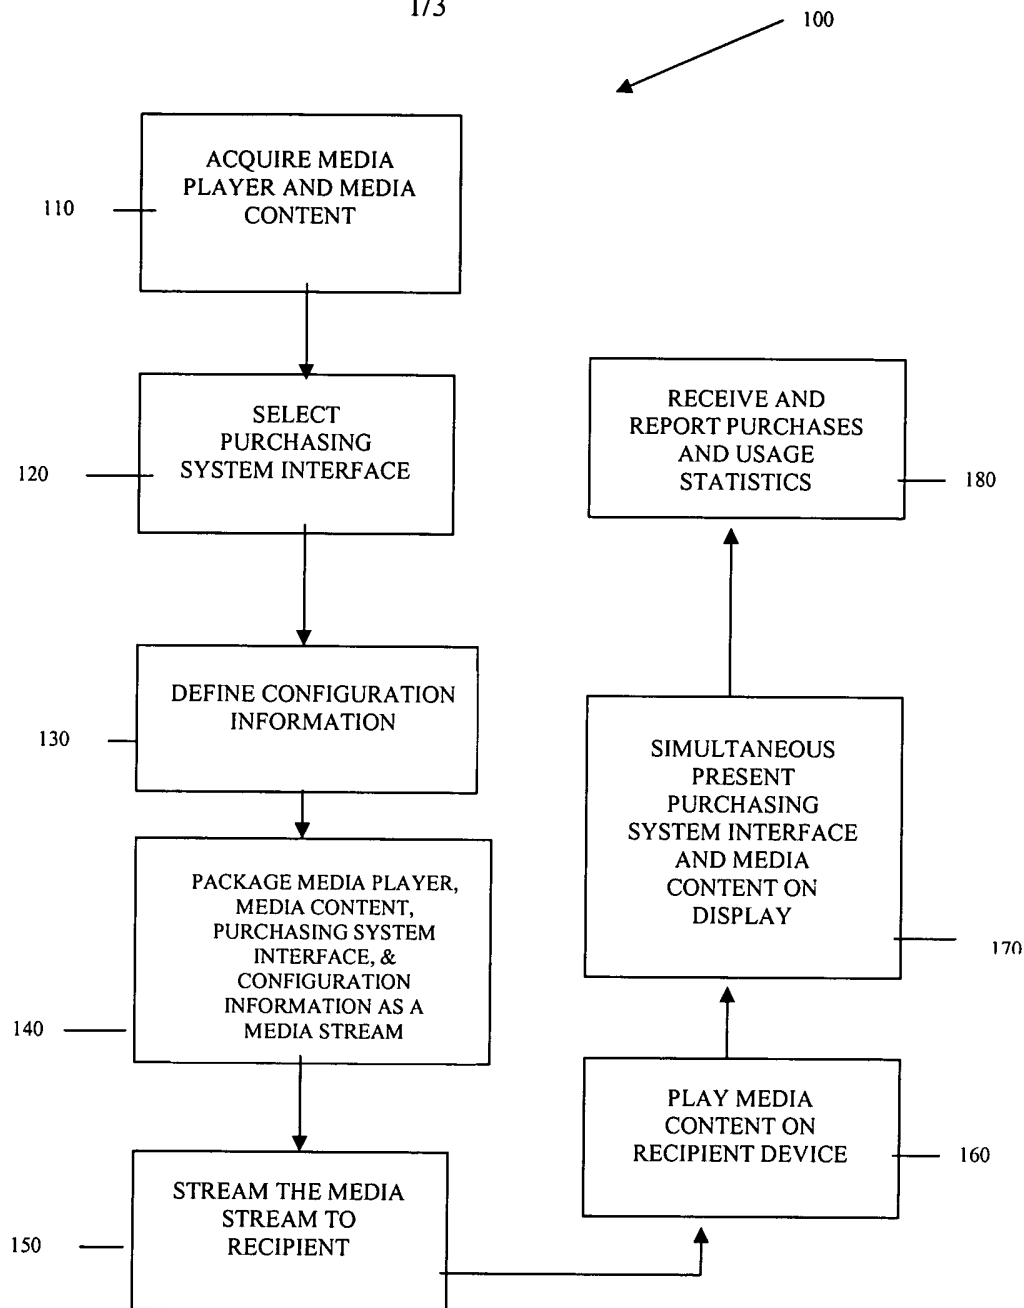 1/3
100
ACQUIRE MEDIA
PLAYER AND MEDIA
CONTENT
110
SELECT
PURCHASING
SYSTEM INTERFACE
120
DEFINE CONFIGURATION
INFORMATION
130
PACKAGE MEDIA PLAYER,
MEDIA CONTENT,
PURCHASING SYSTEM
INTERFACE, &
CONFIGURATION
INFORMATION AS A
MEDIA STREAM
140
STREAM THE MEDIA
STREAM TO
RECIPIENT
150
PLAY MEDIA
CONTENT ON
RECIPIENT DEVICE
160
SIMULTANEOUS
PRESENT
PURCHASING
SYSTEM INTERFACE
AND MEDIA
CONTENT ON
DISPLAY
170
RECEIVE AND
REPORT PURCHASES
AND USAGE
STATISTICS
180